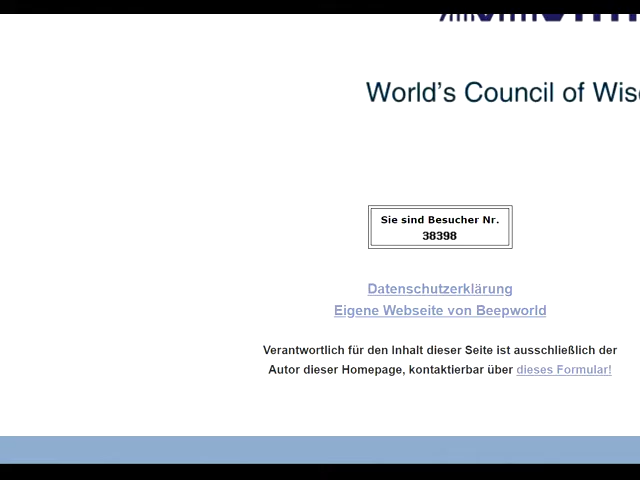 World's Council of
Sie sind Besucher Nr.
38398
Datenschutzerklärung
Eigene Webseite von Beepworld
Verantwortlich für den Inhalt dieser Seite ist ausschließlich der
Autor dieser Homepage, kontaktierbar über dieses Formular!